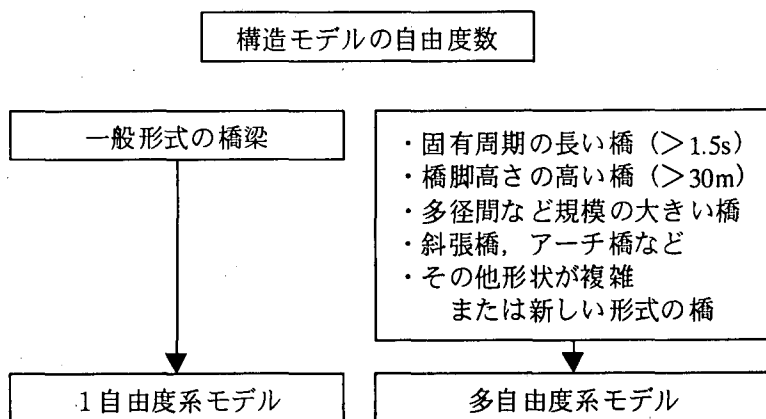 構造モデルの自由度数
一般形式の橋梁
・固有周期の長い橋（＞1.5s）
・橋脚高さの高い橋（＞30m）
・多径間など規模の大きい橋
・斜張橋，アーチ橋など
・その他形状が複雑
または新しい形式の橋
1自由度系モデル
多自由度系モデル